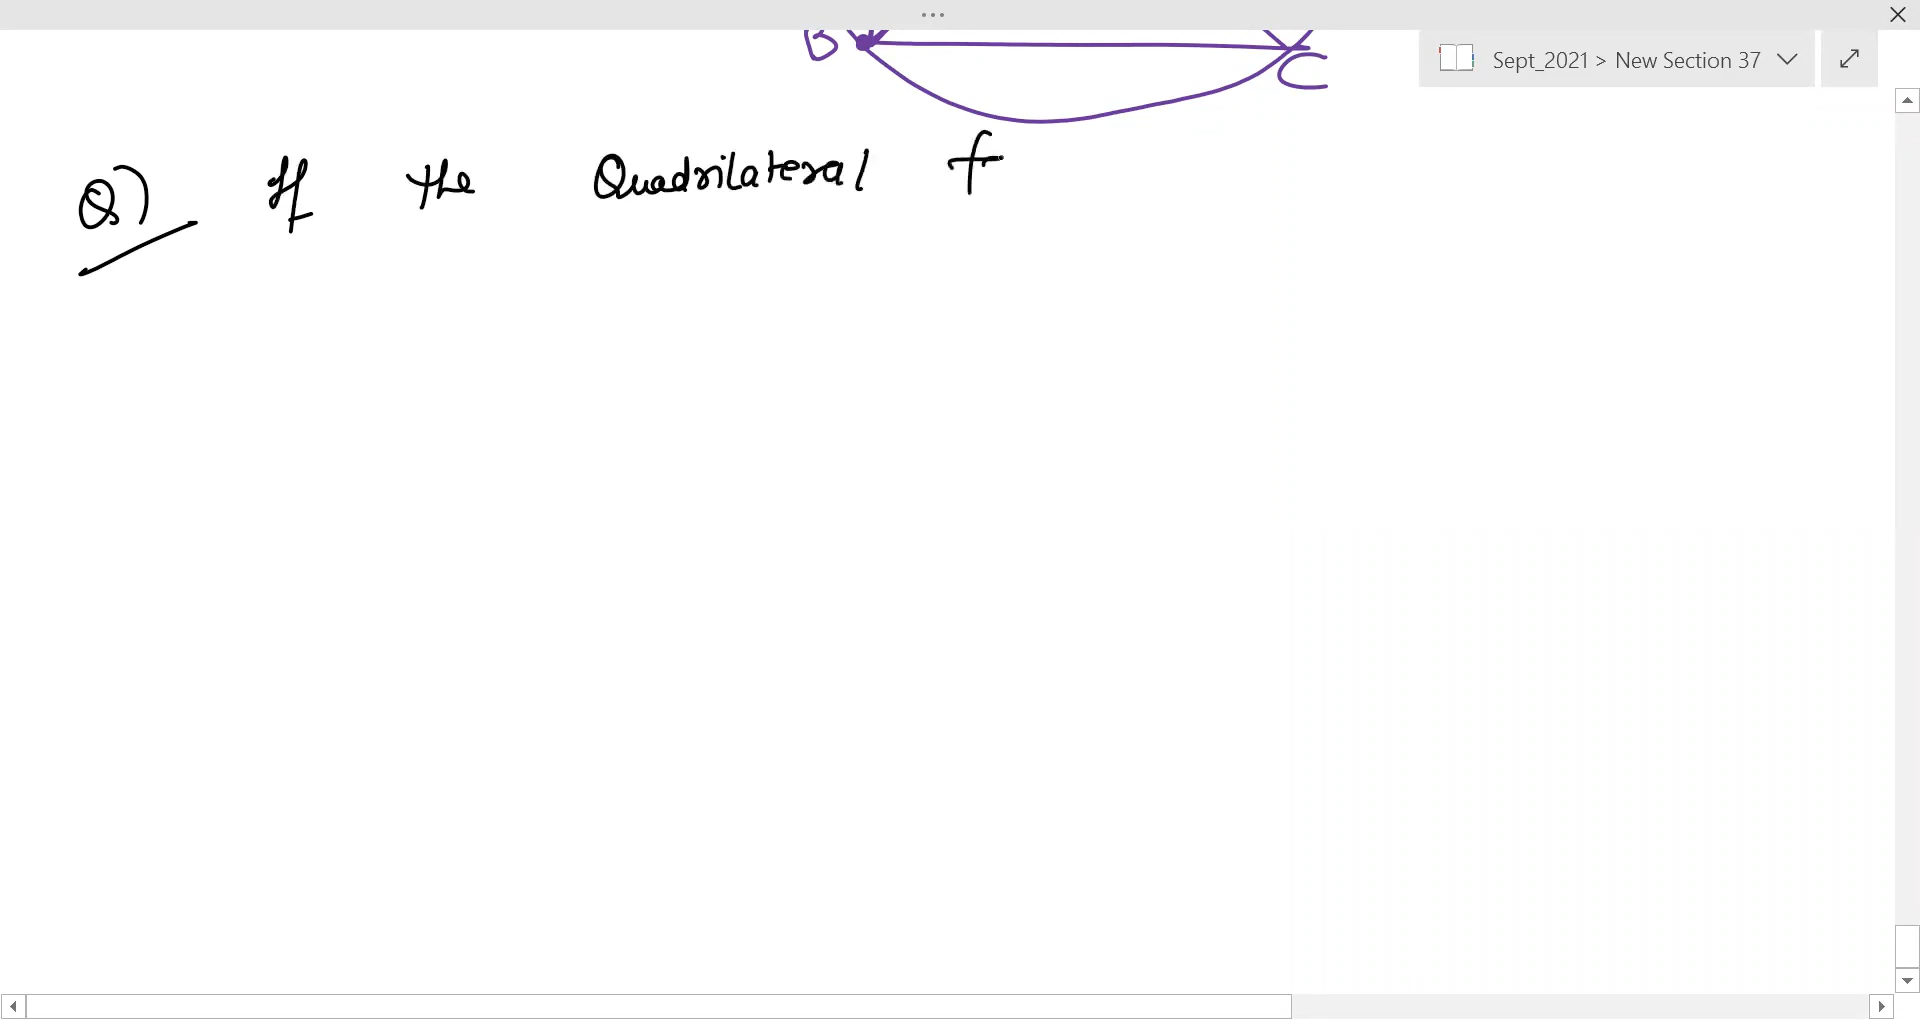 Sept_2021 > New Section 37
B
C
Q) If the Quadrilateral f